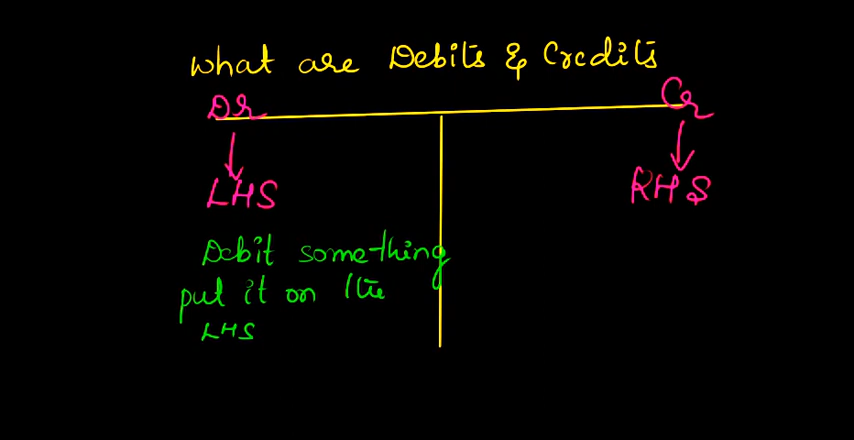 What are Debits & Credits
Dr Cr
LHS RHS
Debit something
put it on the
LHS